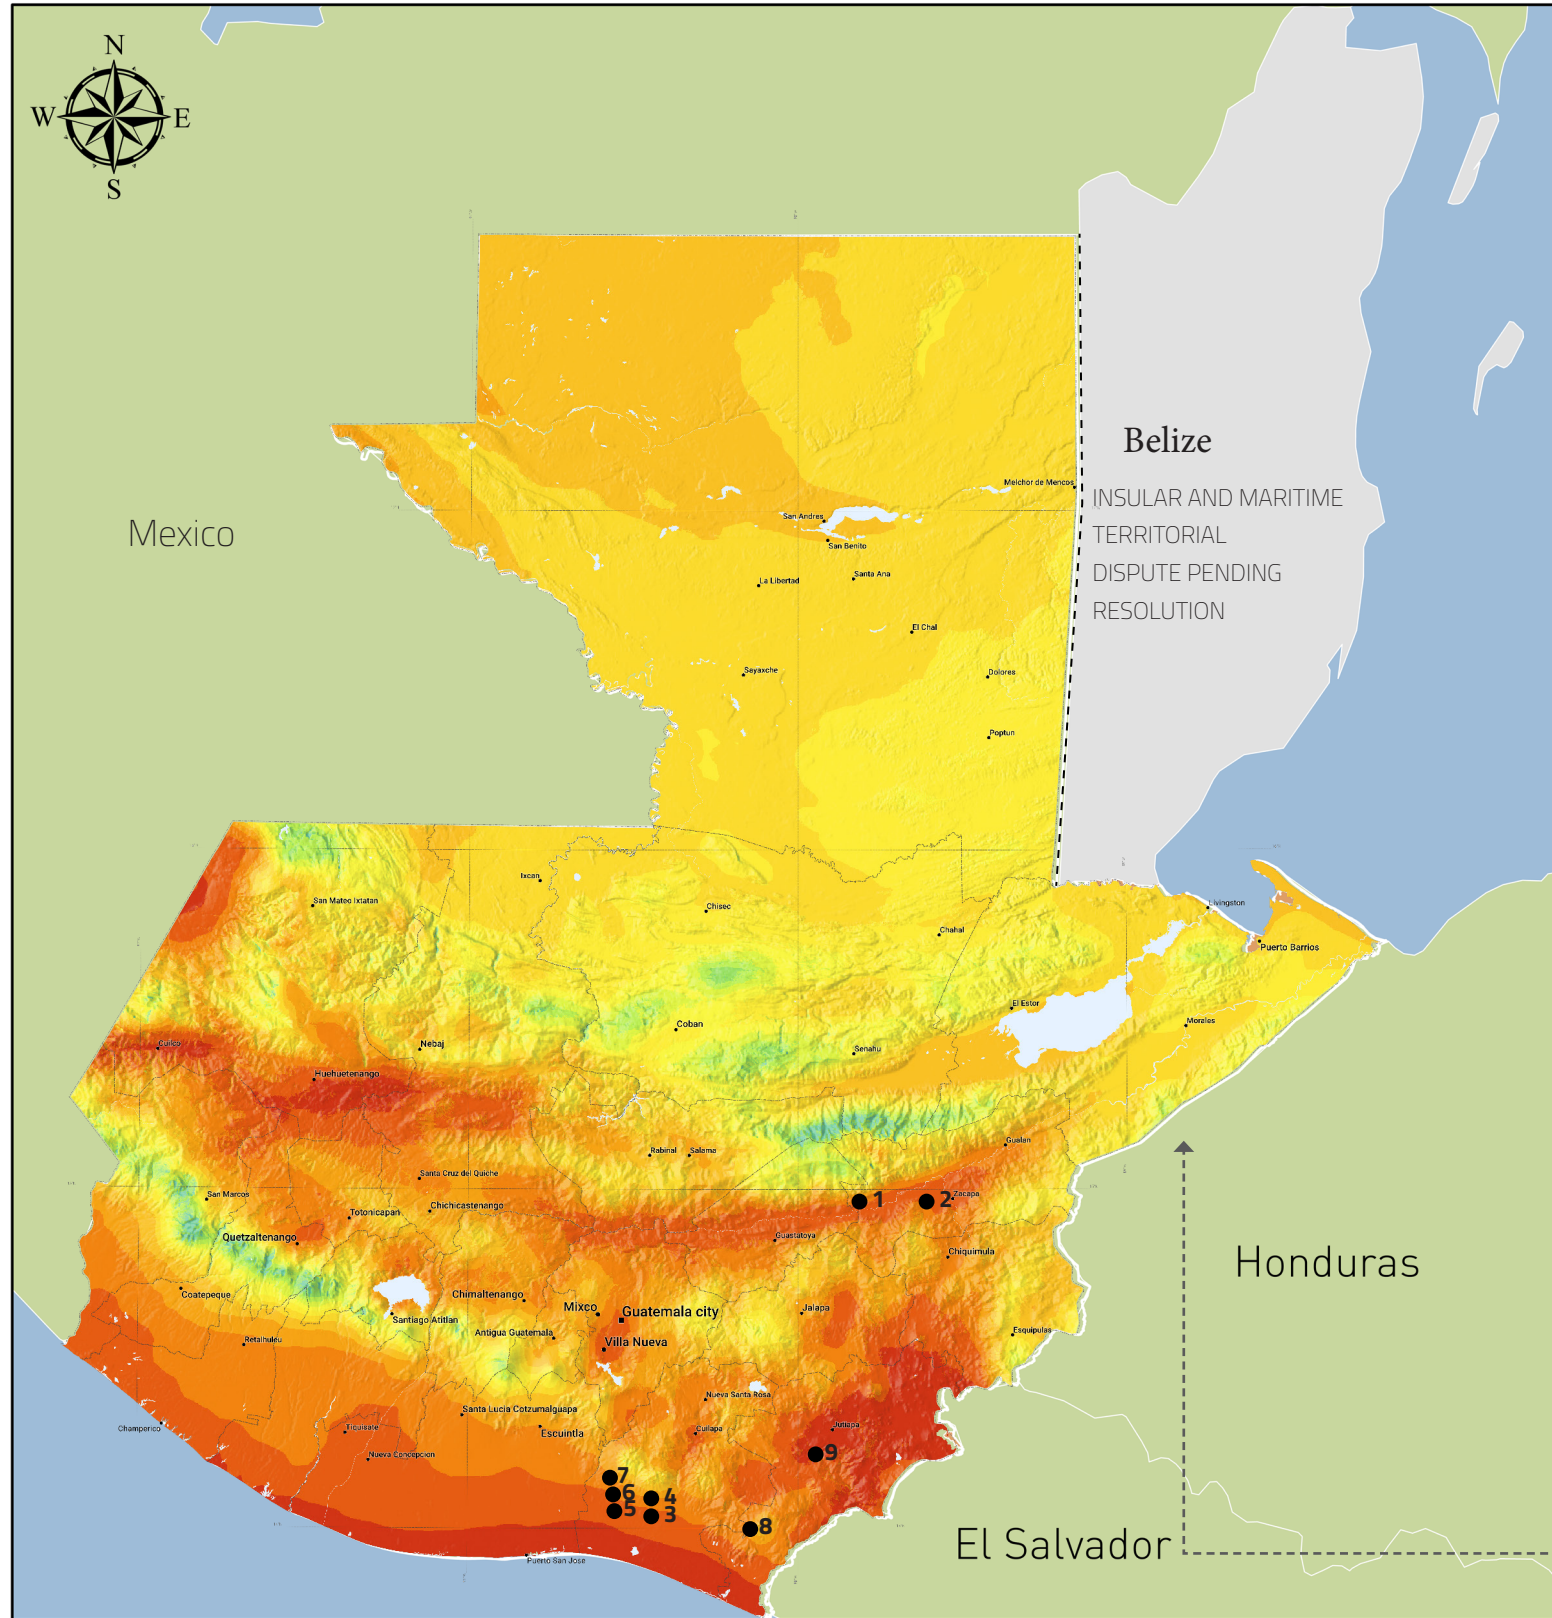 N
W
E
S
Belize
INSULAR AND MARITIME
TERRITORIAL
DISPUTE PENDING
RESOLUTION
Mexico
Melchor de Mencos
San Andres
San Benito
La Libertad
Santa Ana
El Chal
Sayaxche
Dolores
Poptun
Ixcan
San Mateo Ixtatan
Chisec
Livingston
Chahal
Puerto Barrios
El Estor
Coban
Morales
Cuilco
Nebaj
Senahu
Huehuetenango
Gualan
Rabinal
Salama
Santa Cruz del Quiche
San Marcos
Zacapa
1
2
Chichicastenango
Totonicapan
Quetzaltenango
Guastatoya
Chiquimula
Honduras
Coatepeque
Chimaltenango
Mixco
Guatemala city
Jalapa
Santiago Atitlan
Antigua Guatemala
Esquipulas
Retalhuleu
Villa Nueva
Nueva Santa Rosa
Santa Lucia Cotzumalguapa
Champerico
Tiquisate
Escuintla
Cuilapa
Jutiapa
Nueva Concepcion
9
7
6
4
5
3
8
El Salvador
Puerto San Jose